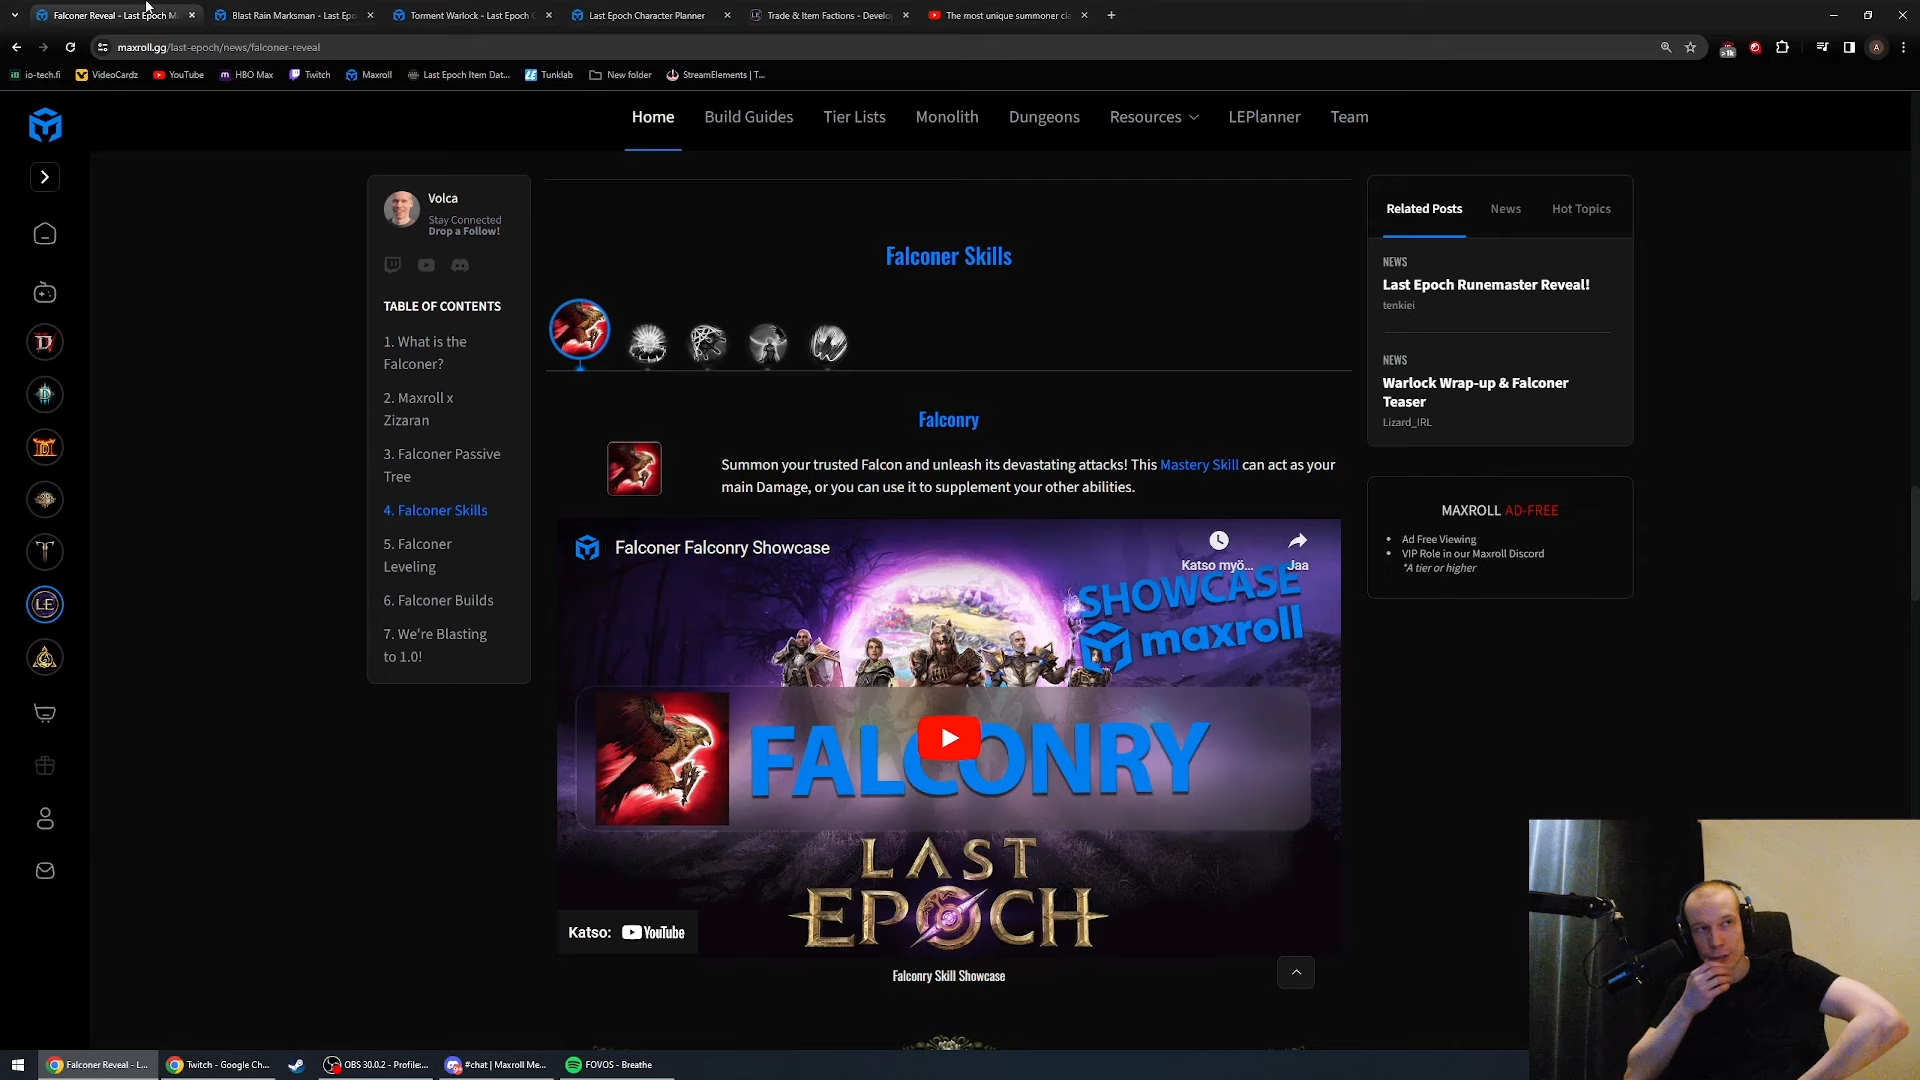 Falconer Reveal - Last Epoch M
Blast Rain Marksman - Last Epo
Torment Warlock - Last Epoch C
Last Epoch Character Planner
Trade & Item Factions - Develo
The most unique summoner cla
maxroll.gg/last-epoch/news/falconer-reveal
io-tech.fi
VideoCardz
YouTube
HBO Max
Twitch
Maxroll
Last Epoch Item Dat...
Tunklab
New folder
StreamElements | T...
Home
Build Guides
Tier Lists
Monolith
Dungeons
Resources
LEPlanner
Team
Volca
Stay Connected
Drop a Follow!
TABLE OF CONTENTS
1. What is the
Falconer?
2. Maxroll x
Zizaran
3. Falconer Passive
Tree
4. Falconer Skills
5. Falconer
Leveling
6. Falconer Builds
7. We're Blasting
to 1.0!
Falconer Skills
Falconry
Summon your trusted Falcon and unleash its devastating attacks! This Mastery Skill can act as your
main Damage, or you can use it to supplement your other abilities.
Falconer Falconry Showcase
Katso myö...
Jaa
SHOWCASE
maxroll
FALCONRY
LAST
EPOCH
Katso: YouTube
Falconry Skill Showcase
Related Posts
News
Hot Topics
NEWS
Last Epoch Runemaster Reveal!
tenkiei
NEWS
Warlock Wrap-up & Falconer
Teaser
Lizard_IRL
MAXROLL AD-FREE
• Ad Free Viewing
• VIP Role in our Maxroll Discord
*A tier or higher
LE
Falconer Reveal - L...
Twitch - Google Ch...
OBS 30.0.2 - Profile:...
#chat | Maxroll Me...
FOVOS - Breathe